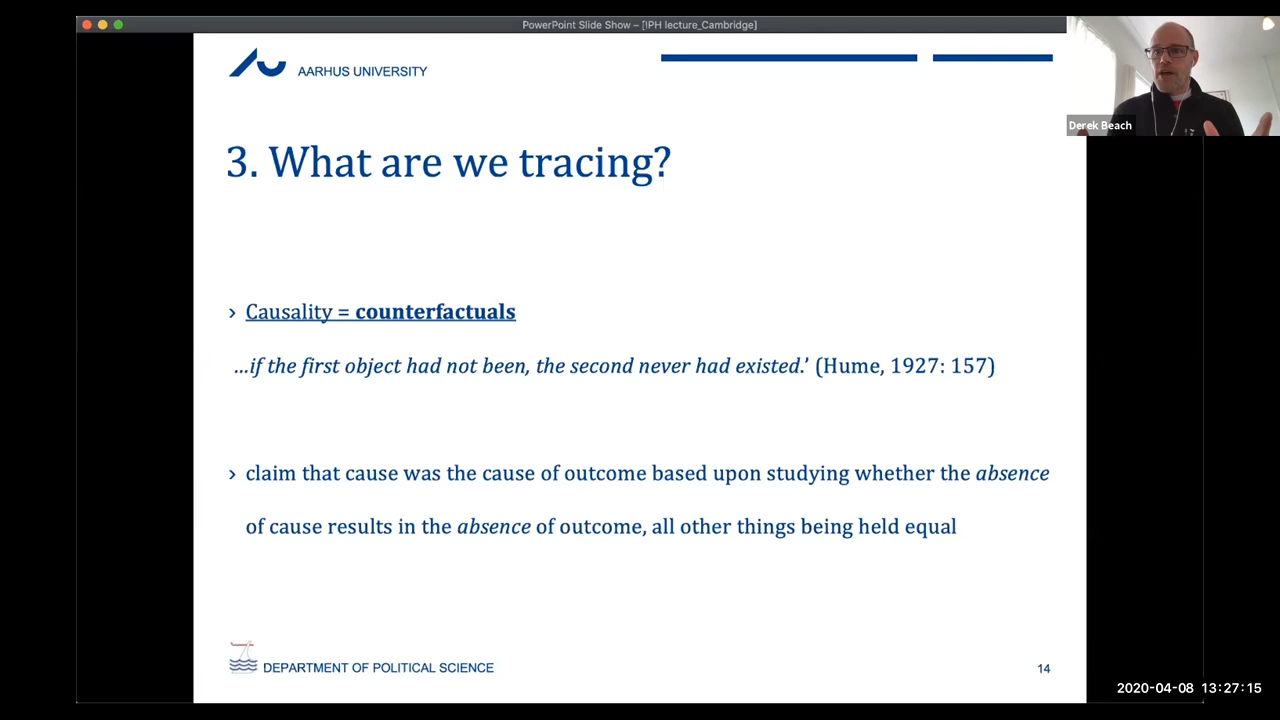 PowerPoint Slide Show – [!PH lecture_Cambridge]
AARHUS UNIVERSITY
Derek Beach
3. What are we tracing?
› Causality = counterfactuals
…if the first object had not been, the second never had existed.’ (Hume, 1927: 157)
› claim that cause was the cause of outcome based upon studying whether the absence
of cause results in the absence of outcome, all other things being held equal
DEPARTMENT OF POLITICAL SCIENCE
14
2020-04-08 13:27:15